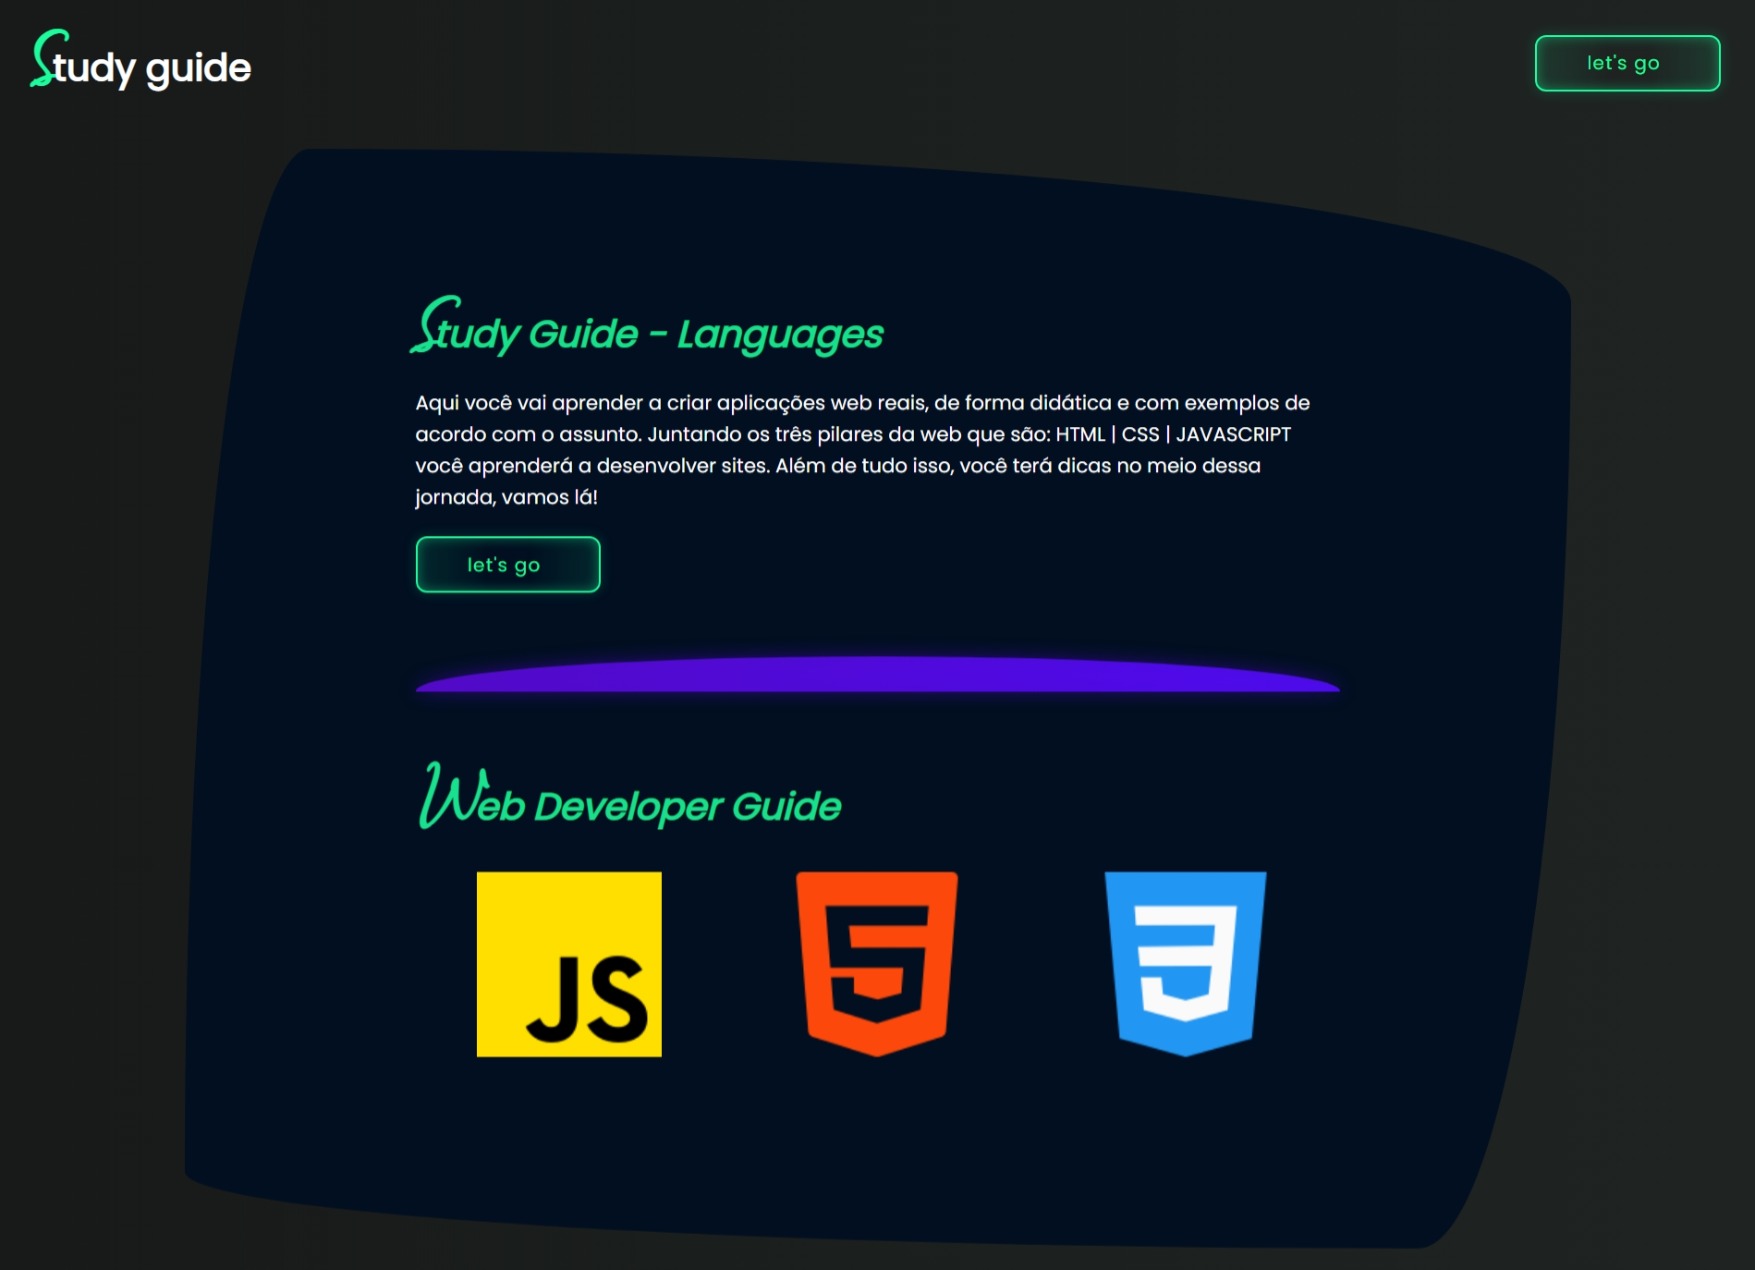 Study guide
let's go
Study Guide - Languages
Aqui você vai aprender a criar aplicações web reais, de forma didática e com exemplos de
acordo com o assunto. Juntando os três pilares da web que são: HTML | CSS | JAVASCRIPT
você aprenderá a desenvolver sites. Além de tudo isso, você terá dicas no meio dessa
jornada, vamos lá!
let's go
Web Developer Guide
JS
5
3